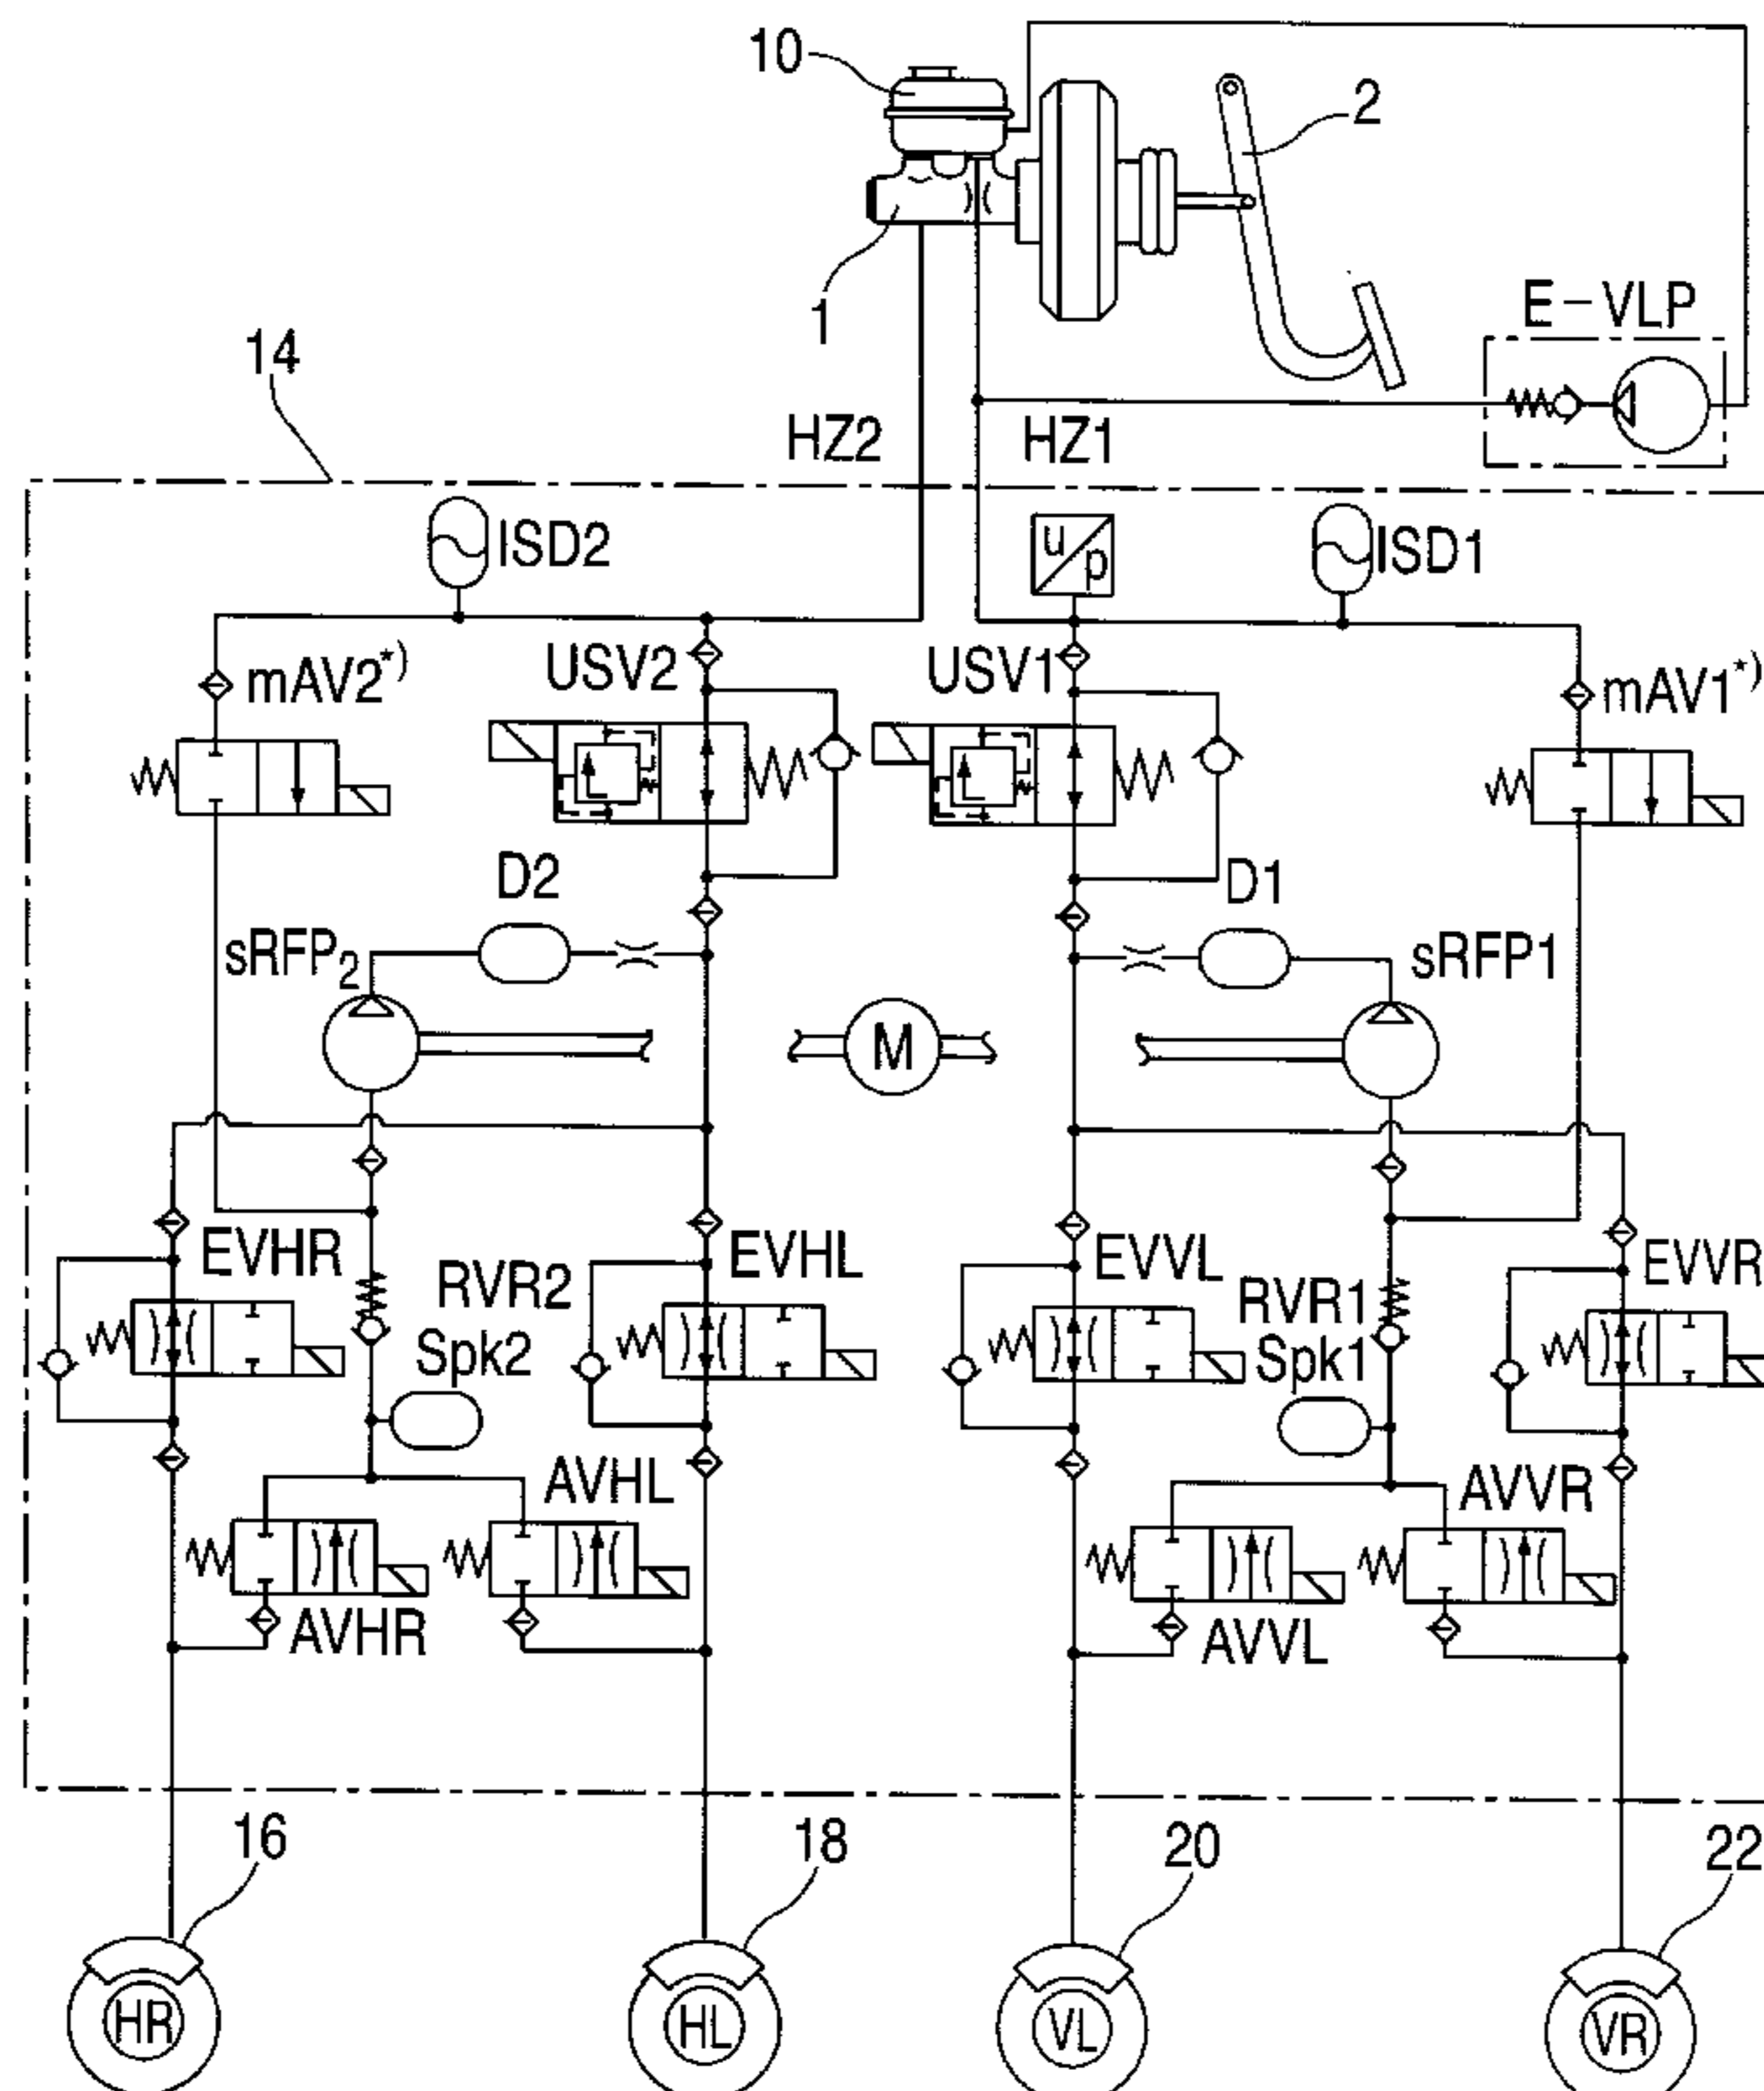 10
2
1
E-VLP
14
HZ2
HZ1
ISD2
u
p
ISD1
mAV2*)
USV2
USV1
mAV1*)
D2
D1
sRFP2
sRFP1
M
EVHR
RVR2
Spk2
EVHL
EVVL
RVR1
Spk1
EVVR
AVHL
AVVR
AVHR
AVVL
16
18
20
22
HR
HL
VL
VR